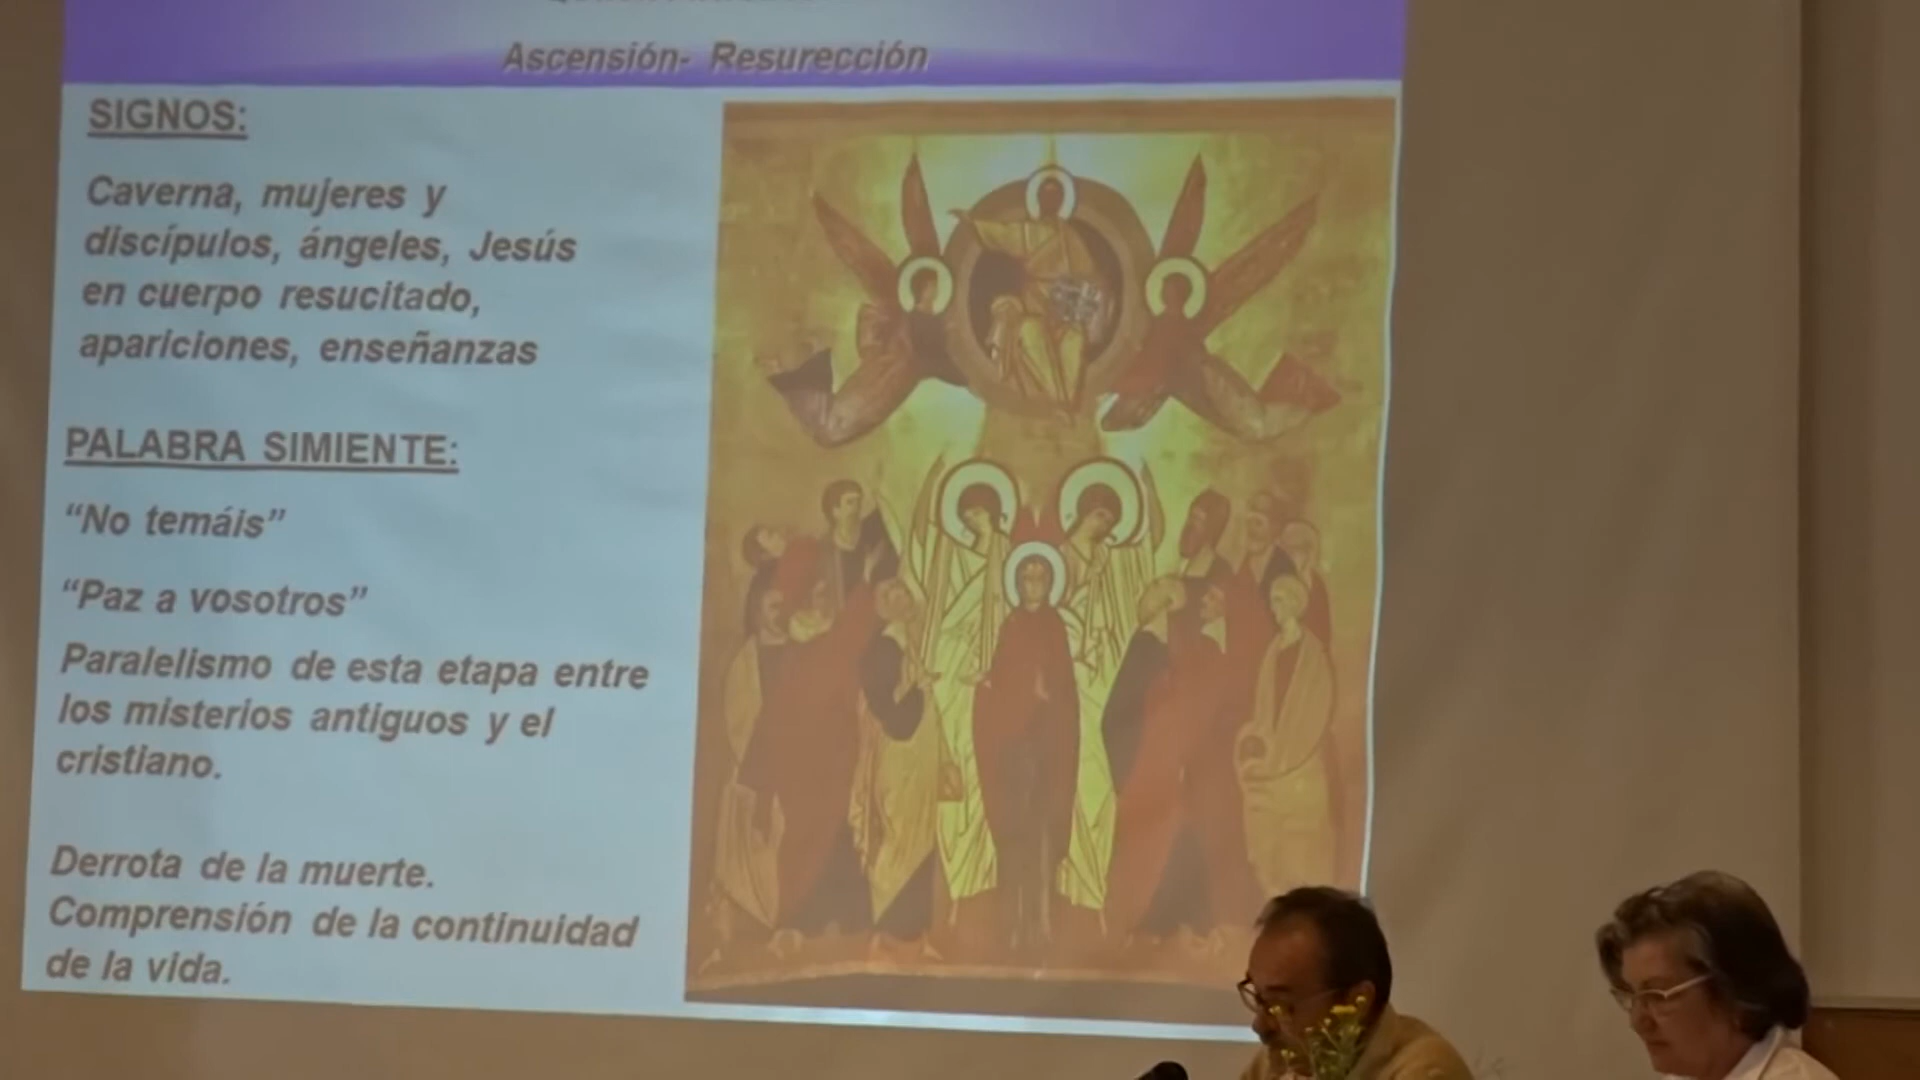 Ascensión- Resurección
SIGNOS:
Caverna, mujeres y
discípulos, ángeles, Jesús
en cuerpo resucitado,
apariciones, enseñanzas
PALABRA SIMIENTE:
“No temáis”
“Paz a vosotros”
Paralelismo de esta etapa entre
los misterios antiguos y el
cristiano.
Derrota de la muerte.
Comprensión de la continuidad
de la vida.